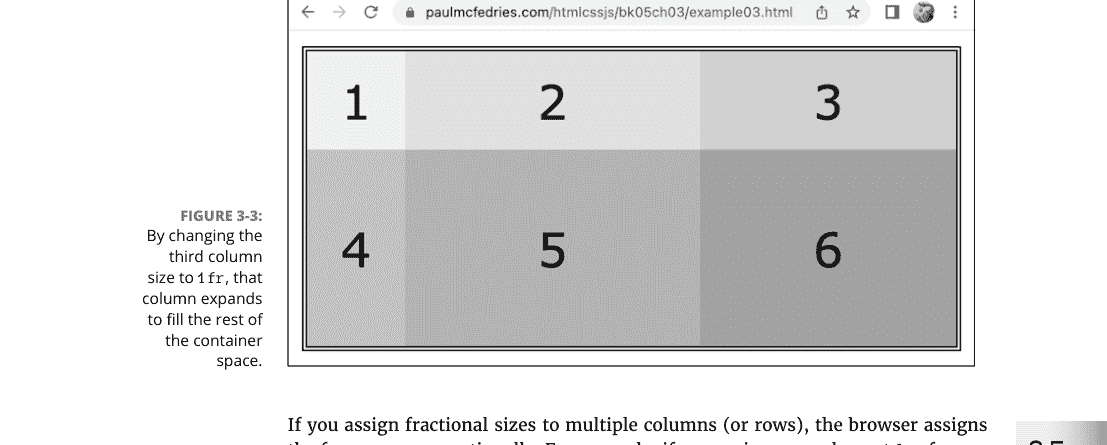 paulmcfedries.com/htmlcssjs/bk05ch03/example03.html
1 2 3
4 5 6
FIGURE 3-3:
By changing the
third column
size to 1fr, that
column expands
to fill the rest of
the container
space.
If you assign fractional sizes to multiple columns (or rows), the browser assigns